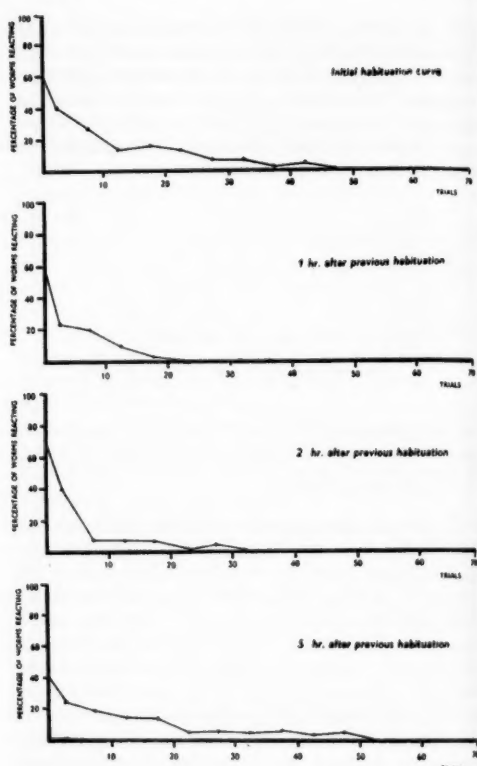 100
80
60
40
20
PERCENTAGE OF WORMS REACTING
Initial habituation curve
10 20 30 40 50 60 70
TRIALS
100
80
60
40
20
PERCENTAGE OF WORMS REACTING
1 hr. after previous habituation
10 20 30 40 50 60 70
TRIALS
100
80
60
40
20
PERCENTAGE OF WORMS REACTING
2 hr. after previous habituation
0 10 20 30 40 50 60 70
TRIALS
100
80
60
40
20
PERCENTAGE OF WORMS REACTING
5 hr. after previous habituation
0 10 20 30 40 50 60 70